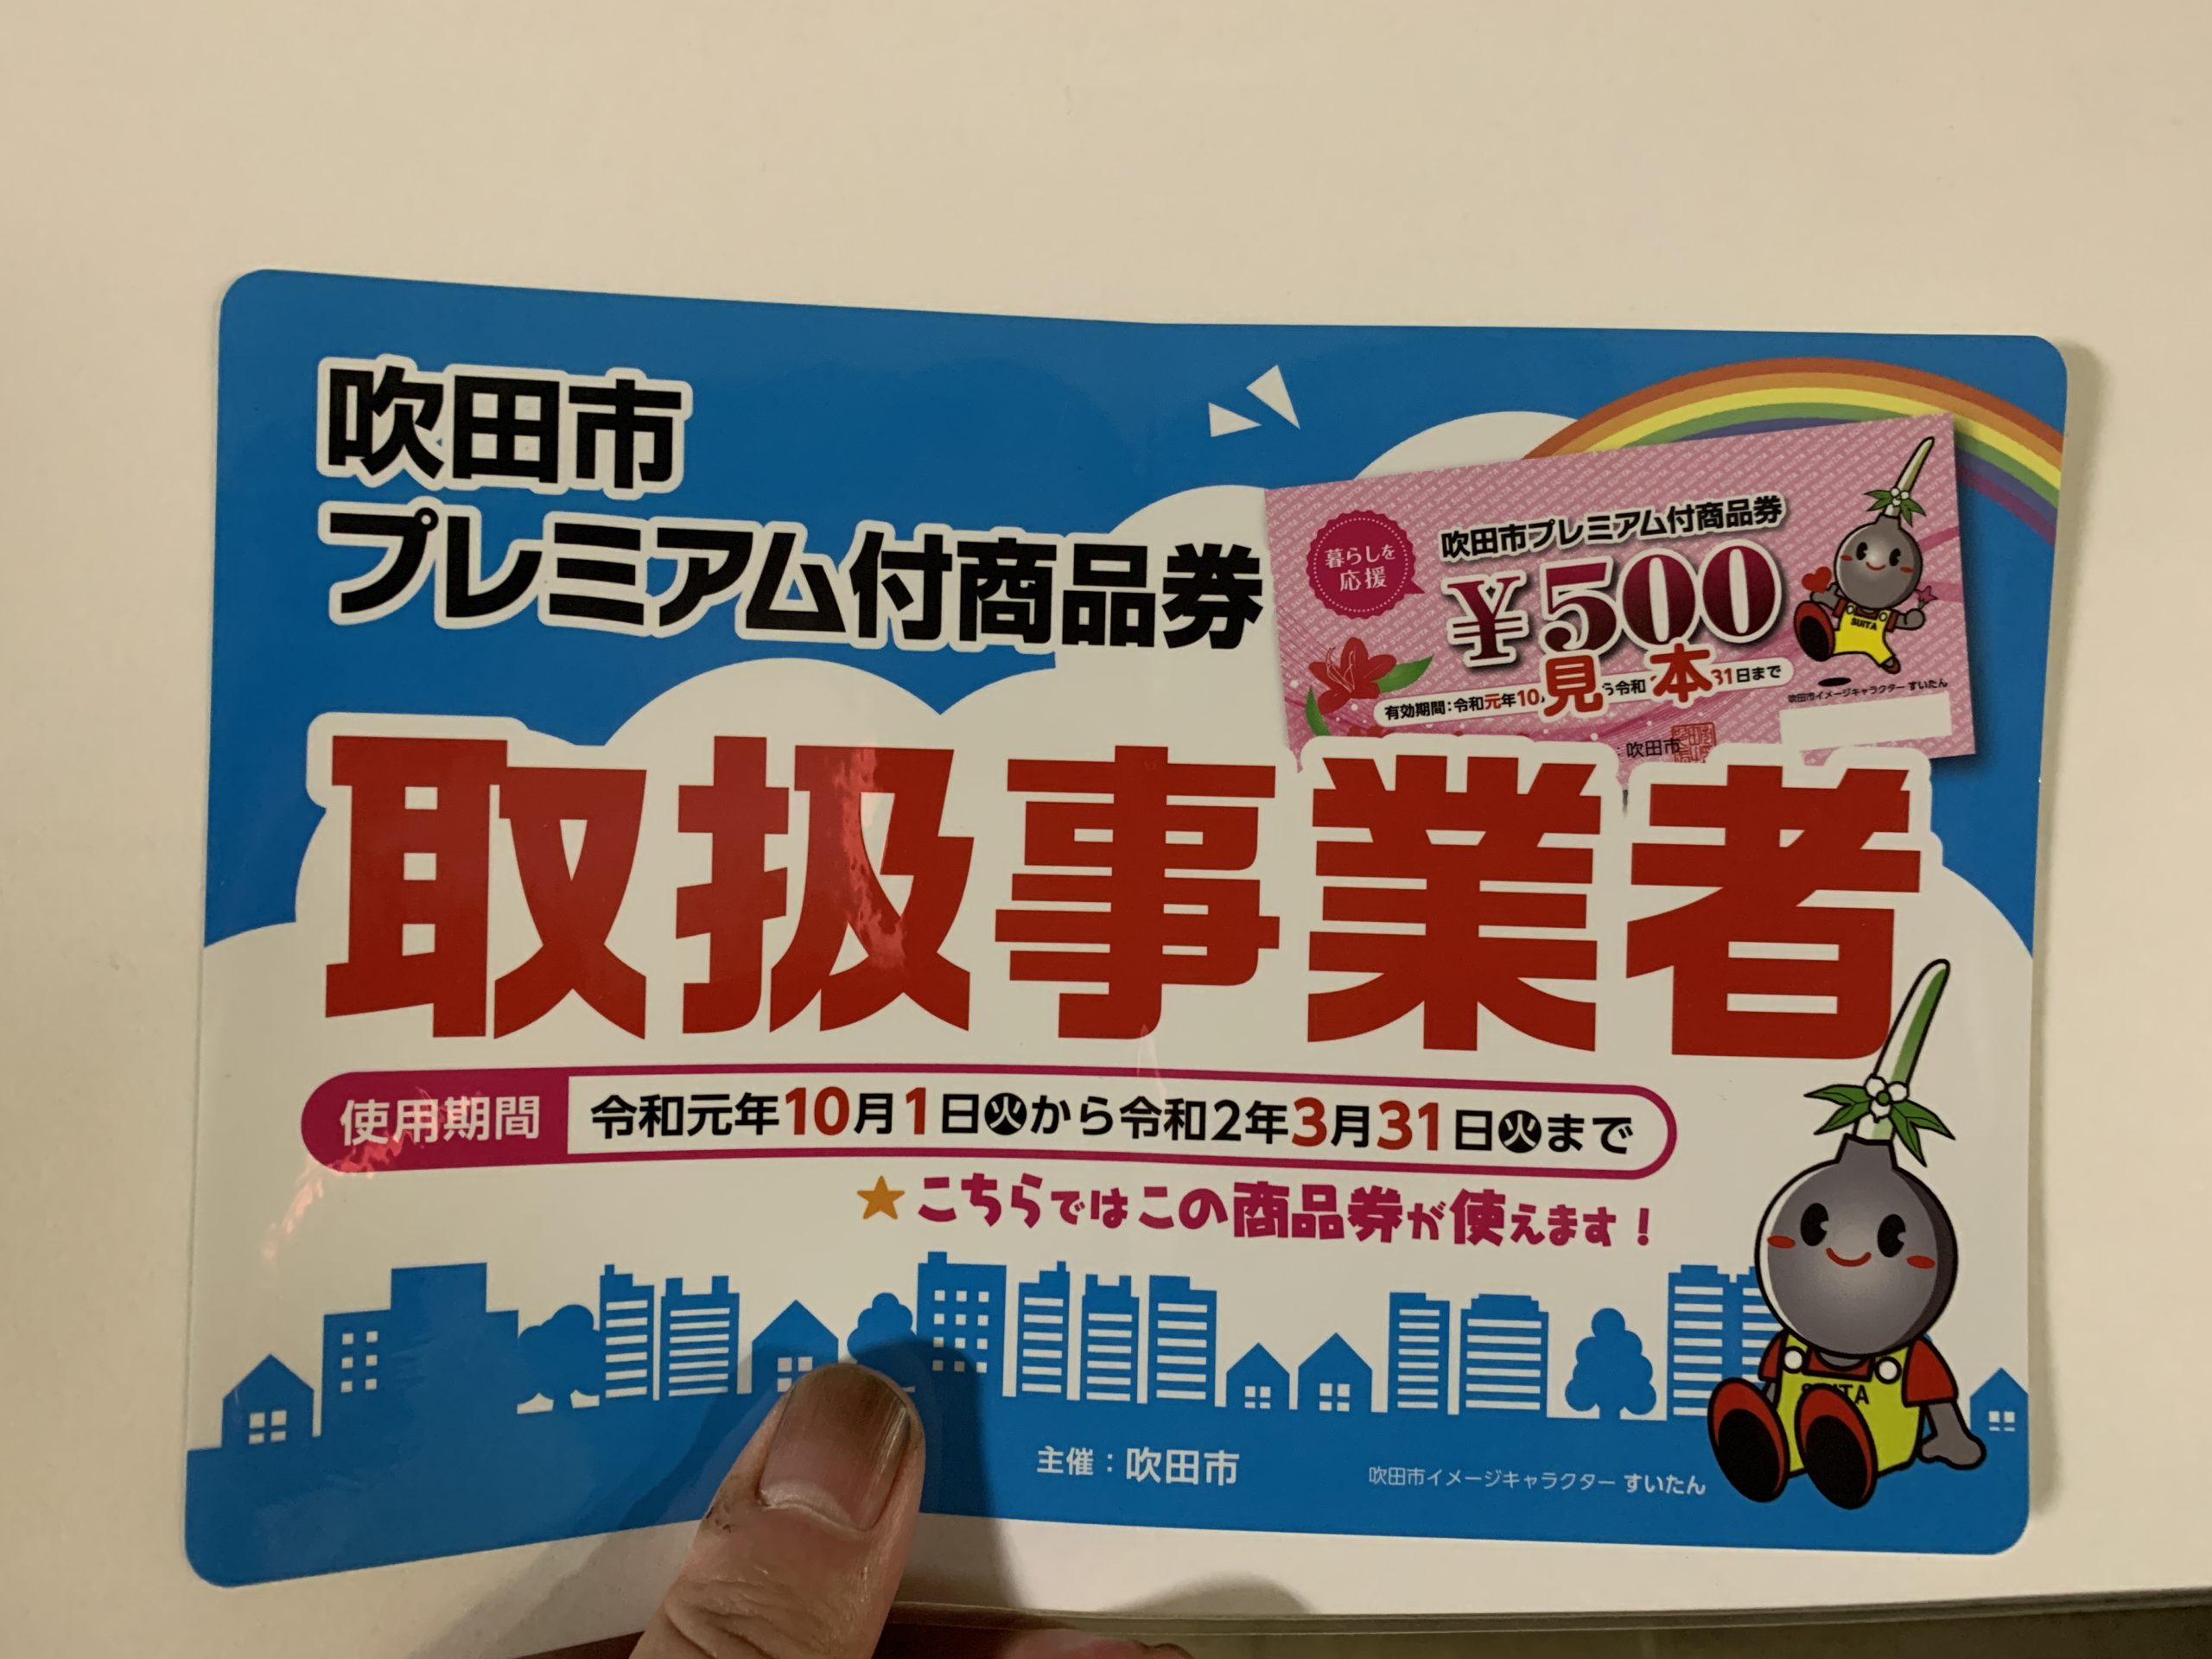 吹田市
プレミアム付商品券
暮らしを
応援
吹田市プレミアム付商品券
¥500
見本
有効期間:令和元年10 ら令和 31日まで
吹田市イメージキャラクター すいたん
SUITA
: 吹田市
取扱事業者
使用期間 令和元年10月1日㊋から令和2年3月31日㊋まで
★こちらではこの商品券が使えます!
主催：吹田市
吹田市イメージキャラクター すいたん